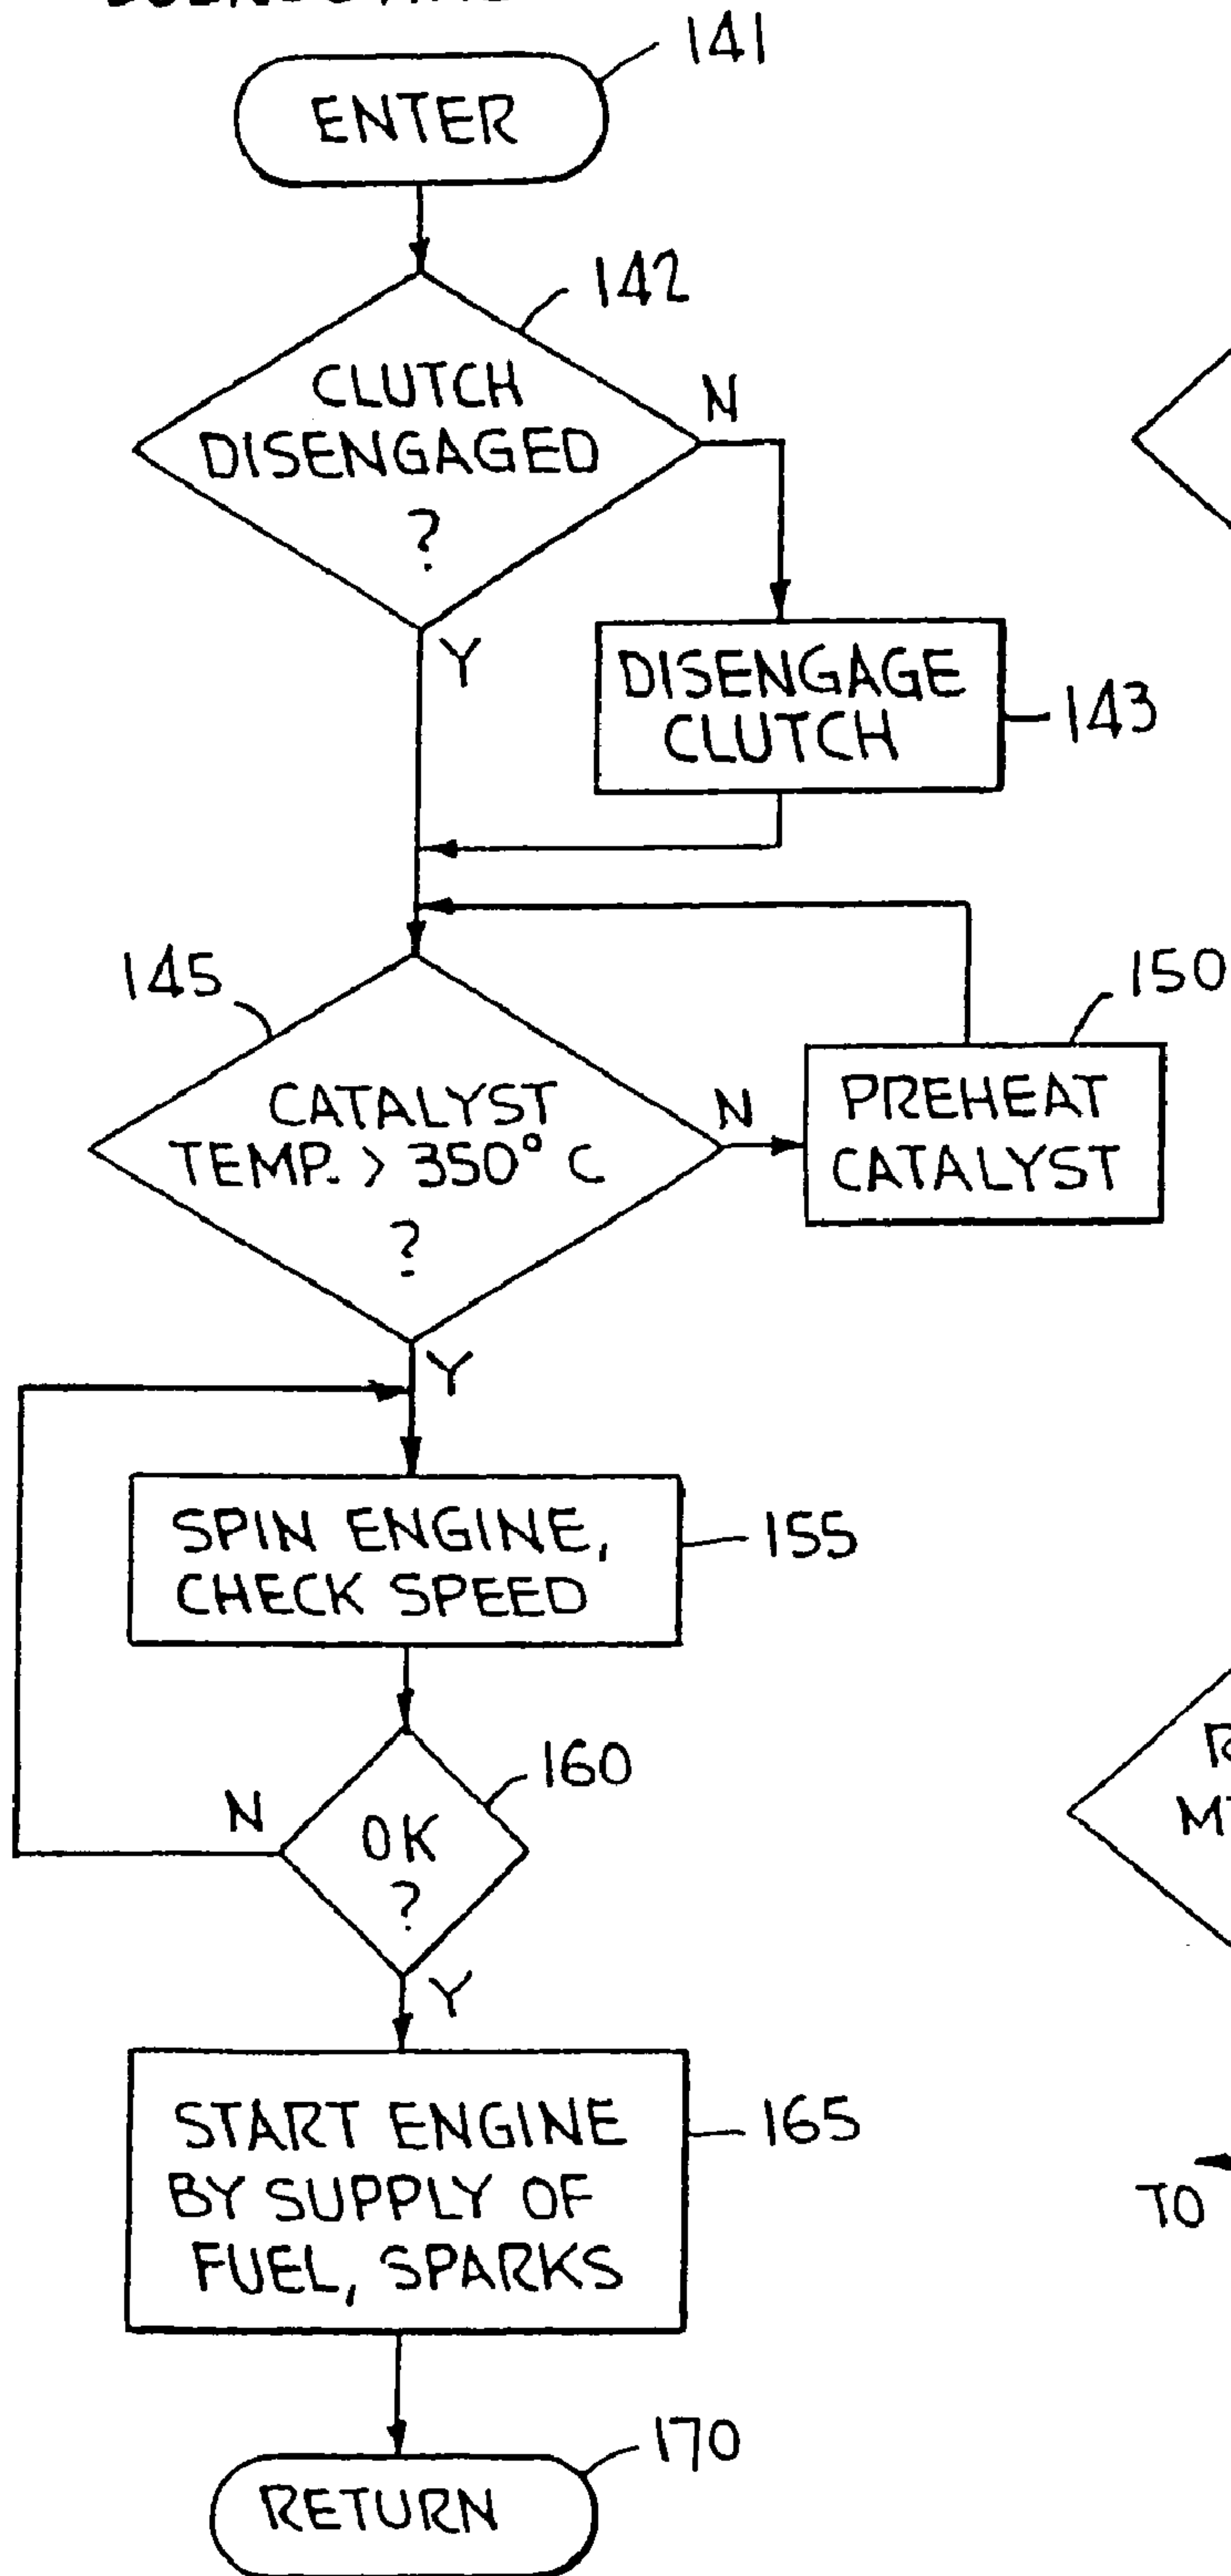 141
ENTER
142
CLUTCH
DISENGAGED
?
N
Y
DISENGAGE
CLUTCH
143
145
150
CATALYST
TEMP. > 350° C
?
N
PREHEAT
CATALYST
Y
SPIN ENGINE,
CHECK SPEED
155
160
N
OK
?
Y
START ENGINE
BY SUPPLY OF
FUEL, SPARKS
165
TO
170
RETURN